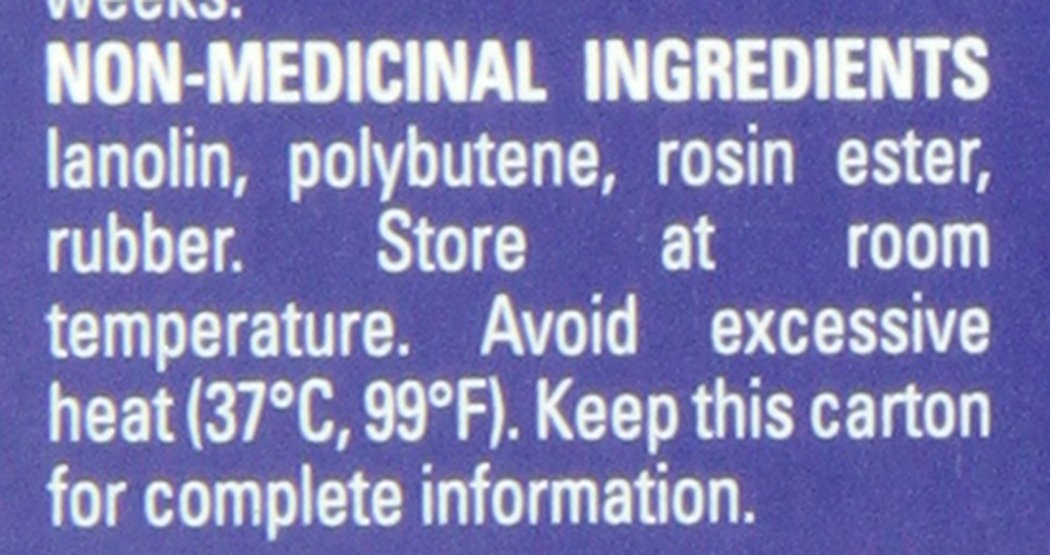 weeks.
NON-MEDICINAL INGREDIENTS
lanolin, polybutene, rosin ester,
rubber. Store at room
temperature. Avoid excessive
heat (37°C, 99°F). Keep this carton
for complete information.